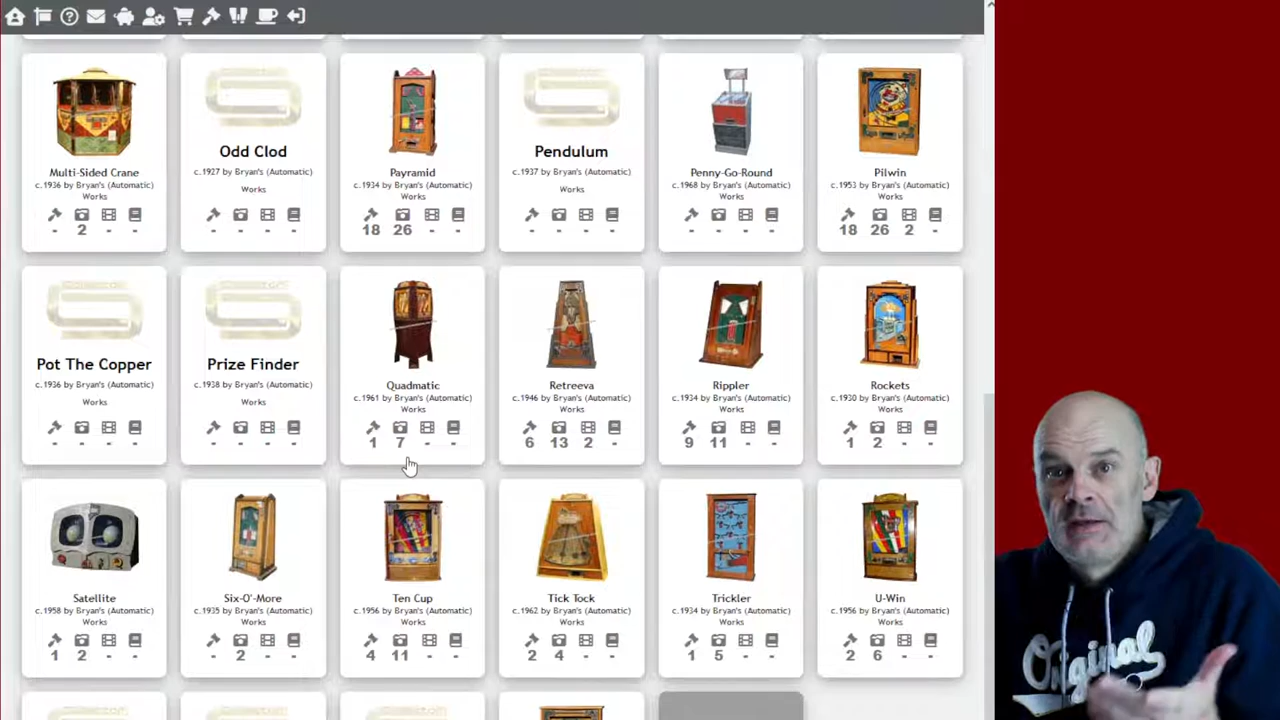 Multi-Sided Crane
c.1936 by Bryan's (Automatic)
Works
-
2
-
-
Odd Clod
c.1927 by Bryan's (Automatic)
Works
-
-
-
-
Payramid
c.1934 by Bryan's (Automatic)
Works
18
26
-
-
Pendulum
c.1937 by Bryan's (Automatic)
Works
-
-
-
-
Penny-Go-Round
c.1968 by Bryan's (Automatic)
Works
-
-
-
-
Pilwin
c.1953 by Bryan's (Automatic)
Works
18
26
2
-
Pot The Copper
c.1936 by Bryan's (Automatic)
Works
-
-
-
-
Prize Finder
c.1938 by Bryan's (Automatic)
Works
-
-
-
-
Quadmatic
c.1961 by Bryan's (Automatic)
Works
1
7
-
-
Retreeva
c.1946 by Bryan's (Automatic)
Works
6
13
2
-
Rippler
c.1934 by Bryan's (Automatic)
Works
9
11
-
-
Rockets
c.1930 by Bryan's (Automatic)
Works
1
2
-
-
Satellite
c.1958 by Bryan's (Automatic)
Works
1
2
-
-
Six-O'-More
c.1935 by Bryan's (Automatic)
Works
-
2
-
-
Ten Cup
c.1956 by Bryan's (Automatic)
Works
4
11
-
-
Tick Tock
c.1962 by Bryan's (Automatic)
Works
2
4
-
-
Trickler
c.1934 by Bryan's (Automatic)
Works
1
5
-
-
U-Win
c.1956 by Bryan's (Automatic)
Works
2
6
-
-
Original